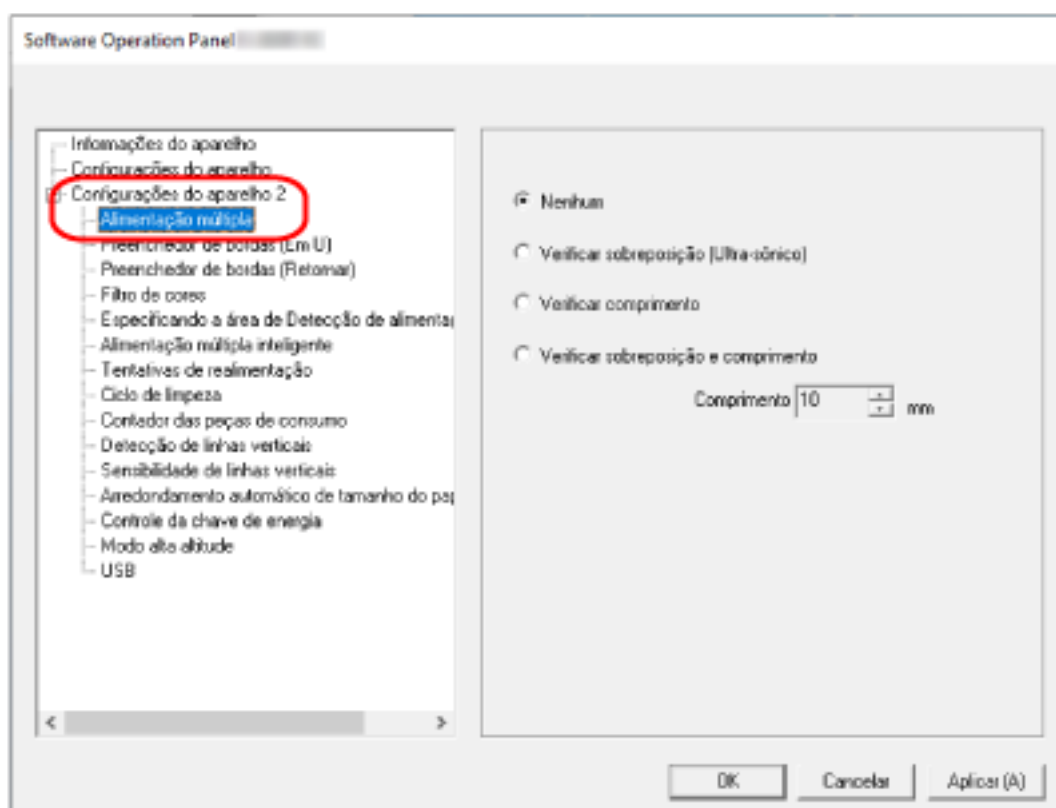 Software Operation Panel
Informações do aparelho
Configurações do aparelho
Configurações do aparelho 2
Alimentação múltipla
Preenchedor de bordas (Em U)
Preenchedor de bordas (Retornar)
Filtro de cores
Especificando a área de Detecção de alimenta
Alimentação múltipla inteligente
Tentativas de realimentação
Ciclo de limpeza
Contador das peças de consumo
Detecção de linhas verticais
Sensibilidade de linhas verticais
Arredondamento automático de tamanho do pap
Controle da chave de energia
Modo alta altitude
USB
Nenhum
Verificar sobreposição (Ultra-sônico)
Verificar comprimento
Verificar sobreposição e comprimento
Comprimento 10 mm
OK Cancelar Aplicar (A)